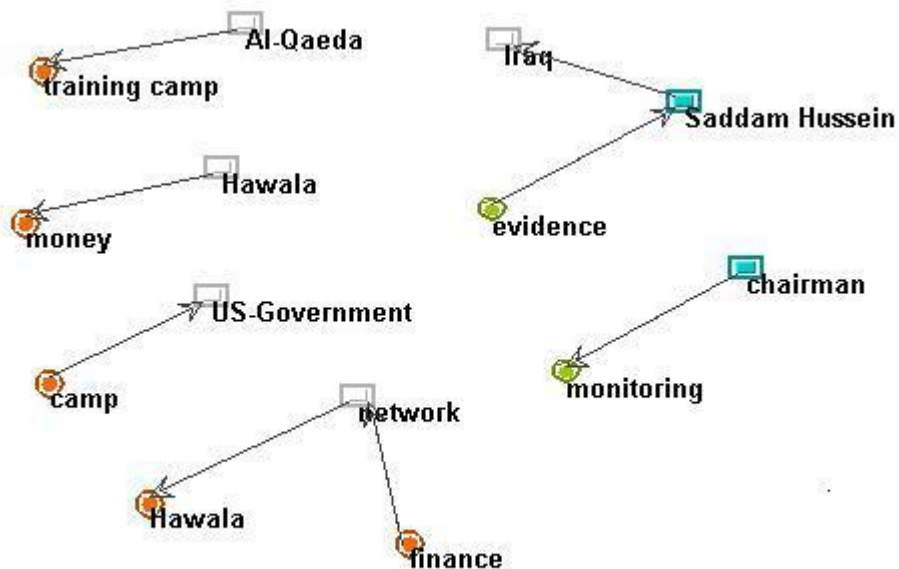 Al-Qaeda
training camp
Iraq
Saddam Hussein
Hawala
money
evidence
US-Government
camp
chairman
monitoring
network
Hawala
finance